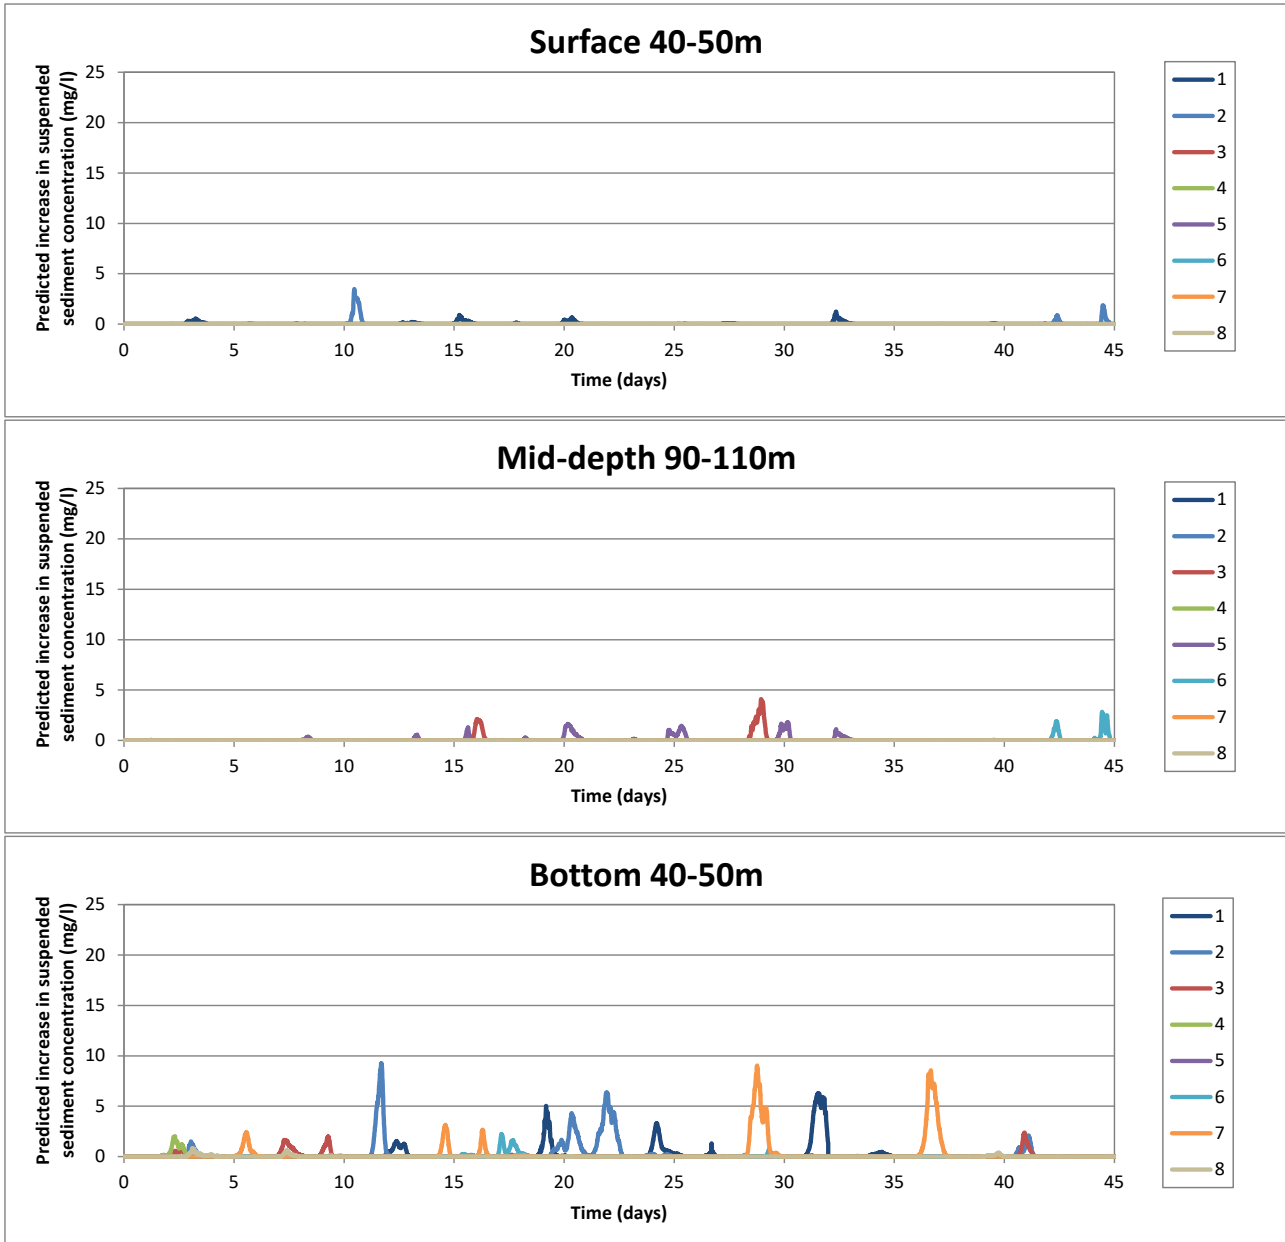 Surface 40-50m
Predicted increase in suspended
sediment concentration (mg/l)
25
20
15
10
5
0
0 5 10 15 20 25 30 35 40 45
Time (days)
1
2
3
4
5
6
7
8
Mid-depth 90-110m
Predicted increase in suspended
sediment concentration (mg/l)
25
20
15
10
5
0
0 5 10 15 20 25 30 35 40 45
Time (days)
1
2
3
4
5
6
7
8
Bottom 40-50m
Predicted increase in suspended
sediment concentration (mg/l)
25
20
15
10
5
0
0 5 10 15 20 25 30 35 40 45
Time (days)
1
2
3
4
5
6
7
8